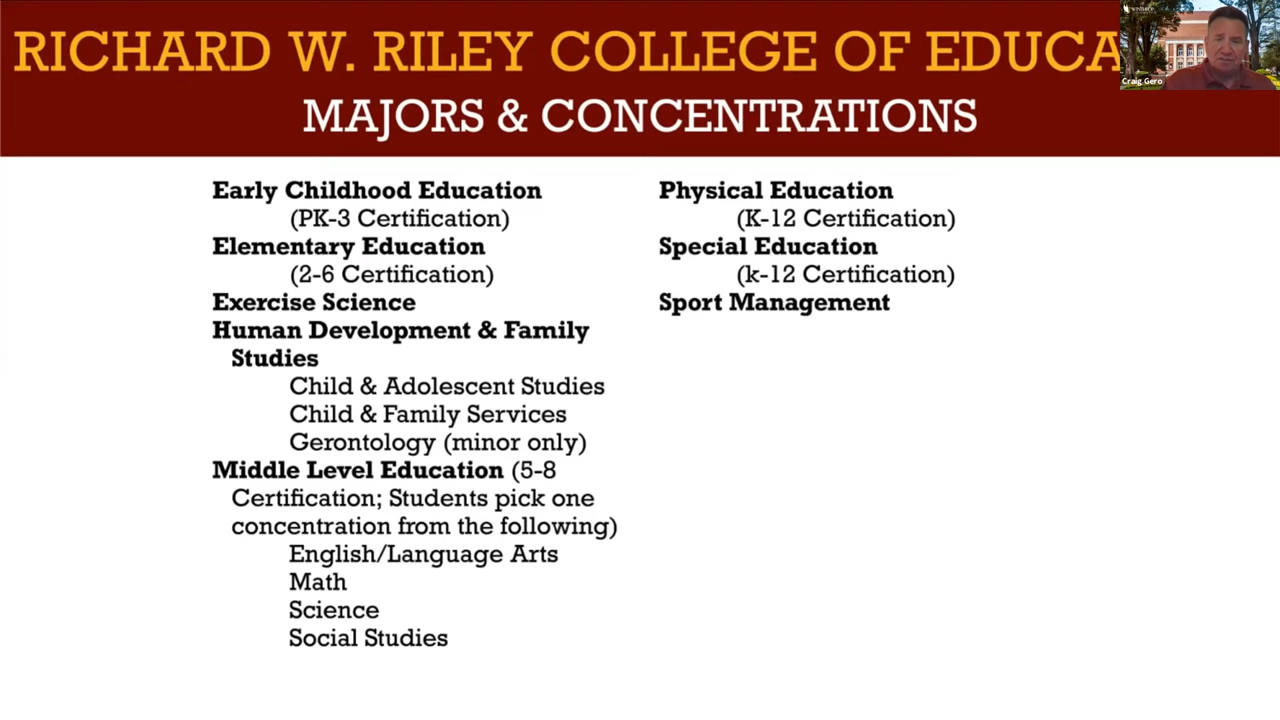 RICHARD W. RILEY COLLEGE OF EDUCA
MAJORS & CONCENTRATIONS
Craig Gero
Early Childhood Education
(PK-3 Certification)
Elementary Education
(2-6 Certification)
Exercise Science
Human Development & Family
Studies
Child & Adolescent Studies
Child & Family Services
Gerontology (minor only)
Middle Level Education (5-8
Certification; Students pick one
concentration from the following)
English/Language Arts
Math
Science
Social Studies
Physical Education
(K-12 Certification)
Special Education
(k-12 Certification)
Sport Management